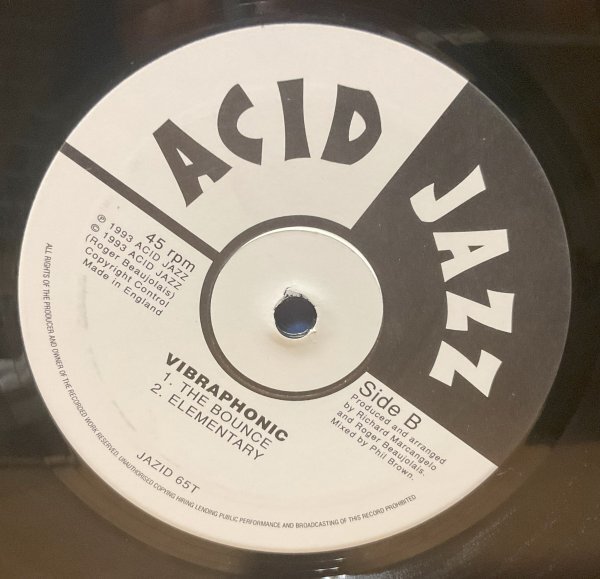 ACID
JAZZ
45 rpm
℗ 1993 ACID JAZZ
© 1993 ACID JAZZ
(Roger Beaujolais)
Copyright Control
Made in England
Side B
Produced and arranged
by Richard Marcangelo
and Roger Beaujolais.
Mixed by Phil Brown.
VIBRAPHONIC
1. THE BOUNCE
2. ELEMENTARY
JAZID 65T
ALL RIGHTS OF THE PRODUCER AND OWNER OF THE RECORDED WORK RESERVED, UNAUTHORISED COPYING HIRING LENDING PUBLIC PERFORMANCE AND BROADCASTING OF THIS RECORD PROHIBITED